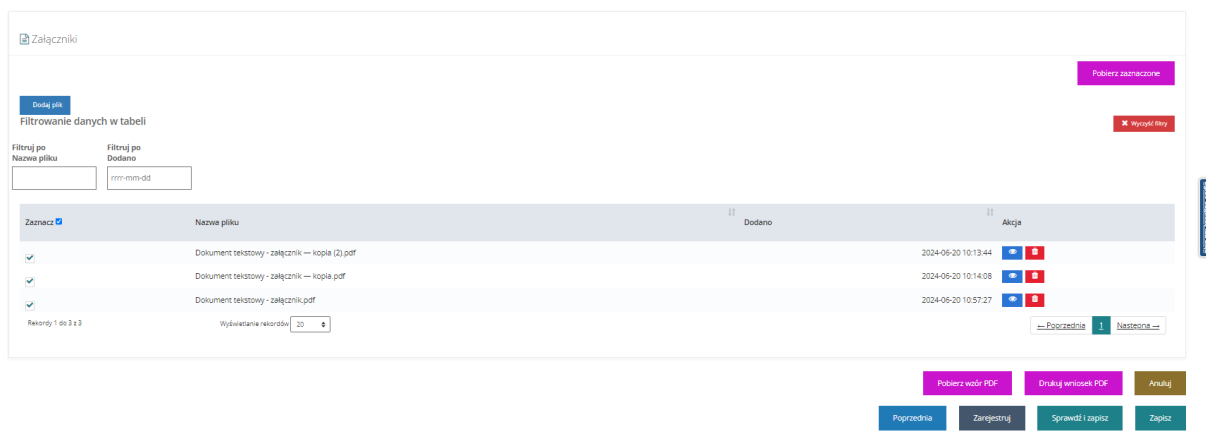 Załączniki
Pobierz zaznaczone
Dodaj plik
Filtrowanie danych w tabeli
✖ Wyczyść filtry
Filtruj po Nazwa pliku
Filtruj po Dodano
rrrr-mm-dd
Zaznacz Nazwa pliku Dodano Akcja
Dokument tekstowy - załącznik — kopia (2).pdf 2024-06-20 10:13:44
Dokument tekstowy - załącznik — kopia.pdf 2024-06-20 10:14:08
Dokument tekstowy - załącznik.pdf 2024-06-20 10:57:27
Rekordy 1 do 3 z 3 Wyświetlanie rekordów 20 ← Poprzednia 1 Następna →
Pobierz wzór PDF Drukuj wniosek PDF Anuluj
Poprzednia Zarejestruj Sprawdź i zapisz Zapisz